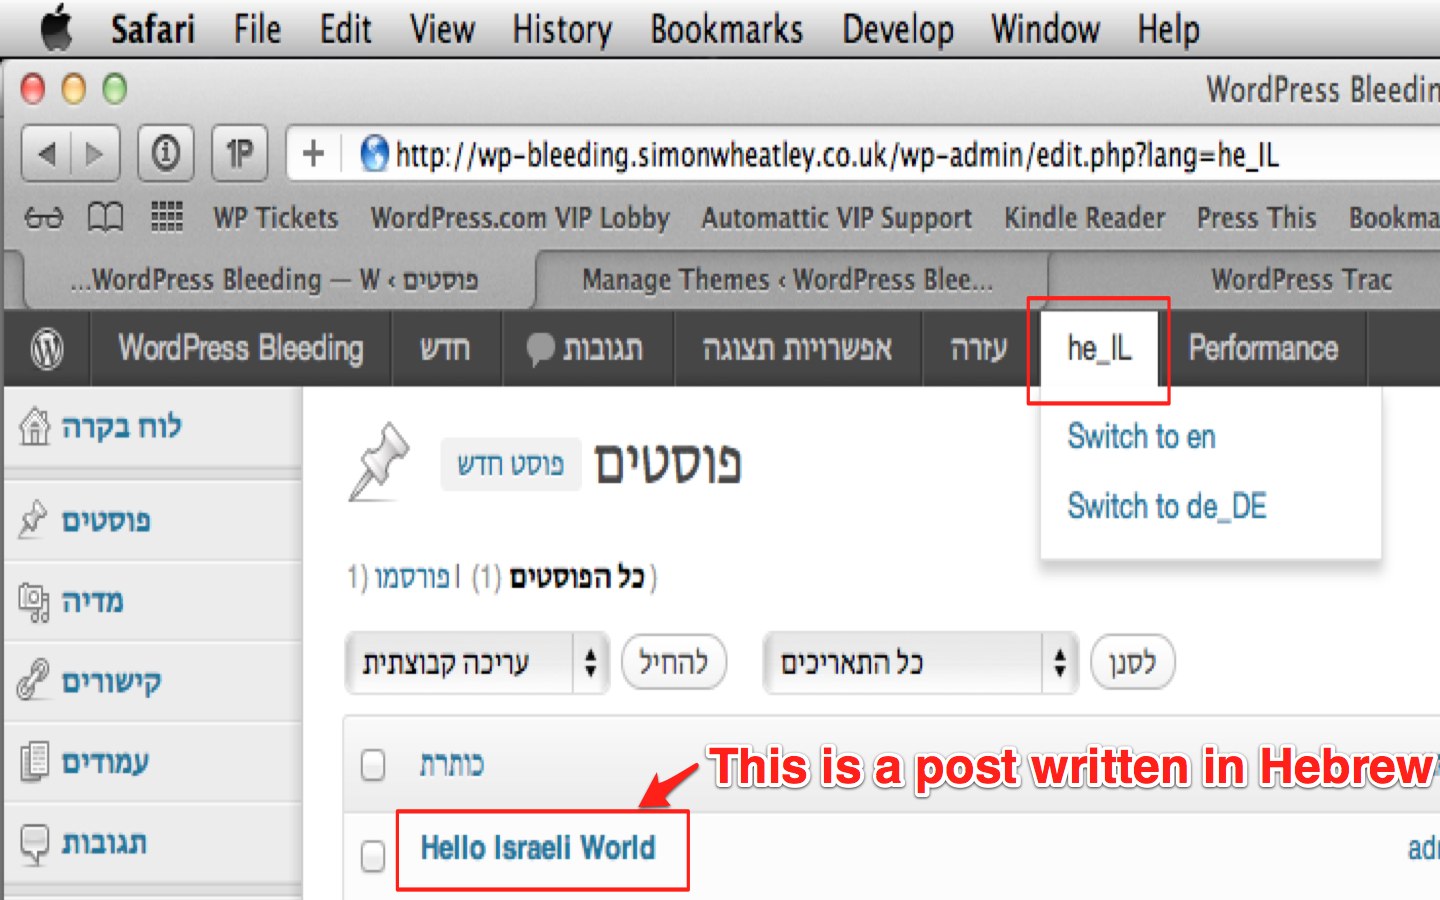 Safari File Edit View History Bookmarks Develop Window Help
WordPress Bleedin
1P + http://wp-bleeding.simonwheatley.co.uk/wp-admin/edit.php?lang=he_IL
WP Tickets WordPress.com VIP Lobby Automattic VIP Support Kindle Reader Press This Bookma
...WordPress Bleeding — W ‹ פוסטים Manage Themes ‹ WordPress Blee... WordPress Trac
WordPress Bleeding חדש תגובות אפשרויות תצוגה עזרה he_IL Performance
Switch to en
Switch to de_DE
לוח בקרה
פוסטים
מדיה
קישורים
עמודים
תגובות
פוסטים פוסט חדש
כל הפוסטים (1) | פורסמו (1)
עריכה קבוצתית להחיל כל התאריכים לסנן
כותרת
This is a post written in Hebrew
Hello Israeli World
adm